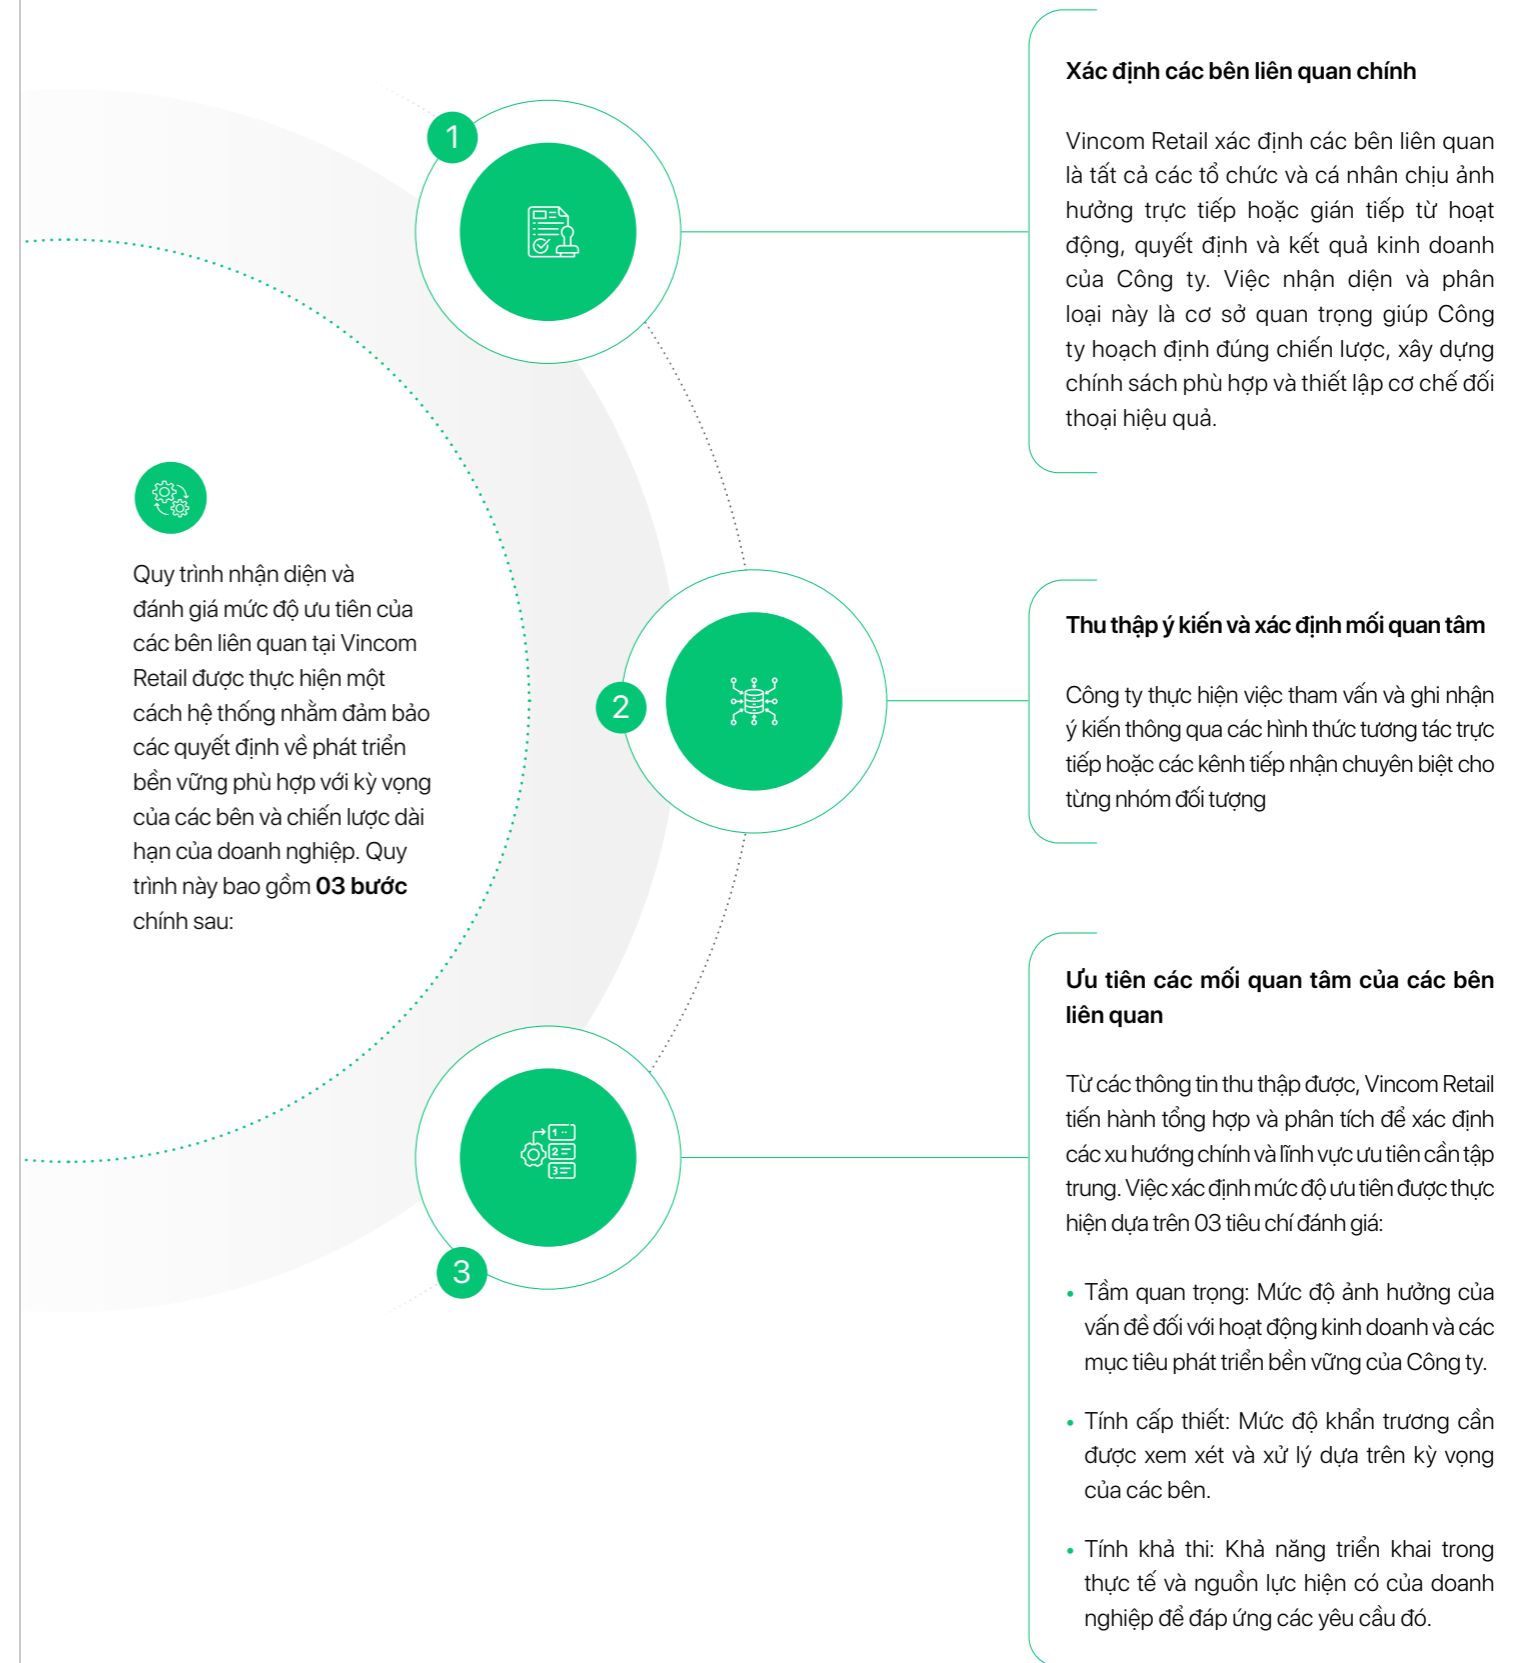 Quy trình nhận diện và
đánh giá mức độ ưu tiên của
các bên liên quan tại Vincom
Retail được thực hiện một
cách hệ thống nhằm đảm bảo
các quyết định về phát triển
bền vững phù hợp với kỳ vọng
của các bên và chiến lược dài
hạn của doanh nghiệp. Quy
trình này bao gồm 03 bước
chính sau:
1
Xác định các bên liên quan chính
Vincom Retail xác định các bên liên quan
là tất cả các tổ chức và cá nhân chịu ảnh
hưởng trực tiếp hoặc gián tiếp từ hoạt
động, quyết định và kết quả kinh doanh
của Công ty. Việc nhận diện và phân
loại này là cơ sở quan trọng giúp Công
ty hoạch định đúng chiến lược, xây dựng
chính sách phù hợp và thiết lập cơ chế đối
thoại hiệu quả.
2
Thu thập ý kiến và xác định mối quan tâm
Công ty thực hiện việc tham vấn và ghi nhận
ý kiến thông qua các hình thức tương tác trực
tiếp hoặc các kênh tiếp nhận chuyên biệt cho
từng nhóm đối tượng
3
1
2
3
Ưu tiên các mối quan tâm của các bên
liên quan
Từ các thông tin thu thập được, Vincom Retail
tiến hành tổng hợp và phân tích để xác định
các xu hướng chính và lĩnh vực ưu tiên cần tập
trung. Việc xác định mức độ ưu tiên được thực
hiện dựa trên 03 tiêu chí đánh giá:
• Tầm quan trọng: Mức độ ảnh hưởng của
vấn đề đối với hoạt động kinh doanh và các
mục tiêu phát triển bền vững của Công ty.
• Tính cấp thiết: Mức độ khẩn trương cần
được xem xét và xử lý dựa trên kỳ vọng
của các bên.
• Tính khả thi: Khả năng triển khai trong
thực tế và nguồn lực hiện có của doanh
nghiệp để đáp ứng các yêu cầu đó.